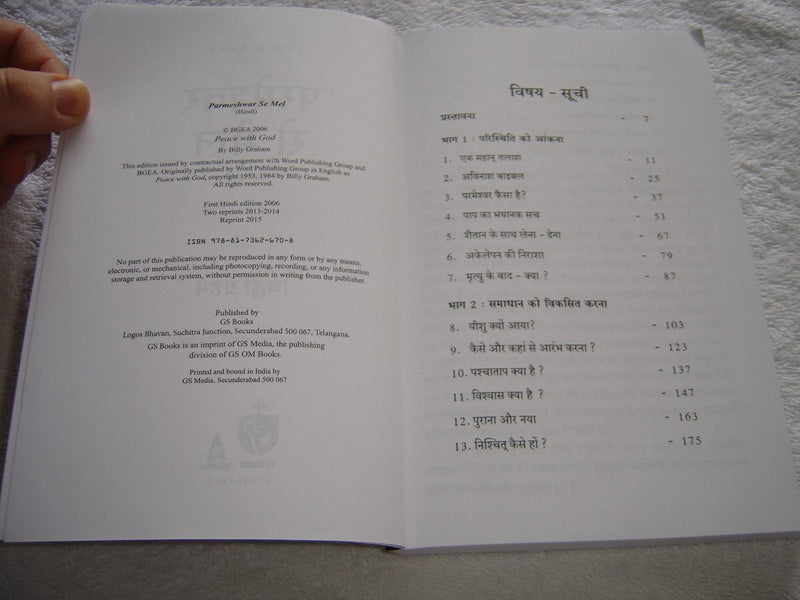 Parmeshwar Se Mel
(Hindi)
© BGEA 2006
Peace with God
By Billy Graham
This edition issued by contractual arrangement with Word Publishing Group and
BGEA. Originally published by Word Publishing Group in English as
Peace with God, copyright 1953, 1984 by Billy Graham.
All rights reserved.
First Hindi edition 2006
Two reprints 2013-2014
Reprint 2015
ISBN 978-81-7362-670-8
No part of this publication may be reproduced in any form or by any means,
electronic, or mechanical, including photocopying, recording, or any information
storage and retrieval system, without permission in writing from the publisher.
Published by
GS Books
Logos Bhavan, Suchitra Junction, Secunderabad 500 067, Telangana.
GS Books is an imprint of GS Media, the publishing
division of GS OM Books.
Printed and bound in India by
GS Media, Secunderabad 500 067
विषय - सूची
प्रस्तावना - 7
भाग 1 : परिस्थिति को आंकना
1. एक महान् तलाश - 11
2. अविनाश बाइबल - 25
3. परमेश्वर कैसा है? - 37
4. पाप का भयानक सच - 51
5. शैतान के साथ लेना - देना - 67
6. अकेलेपन की निराशा - 79
7. मृत्यु के बाद - क्या ? - 87
भाग 2 : समाधान को विकसित करना
8. यीशु क्यों आया? - 103
9. कैसे और कहां से आरंभ करना ? - 123
10. पश्चाताप क्या है ? - 137
11. विश्वास क्या है ? - 147
12. पुराना और नया - 163
13. निश्चित् कैसे हों ? - 175